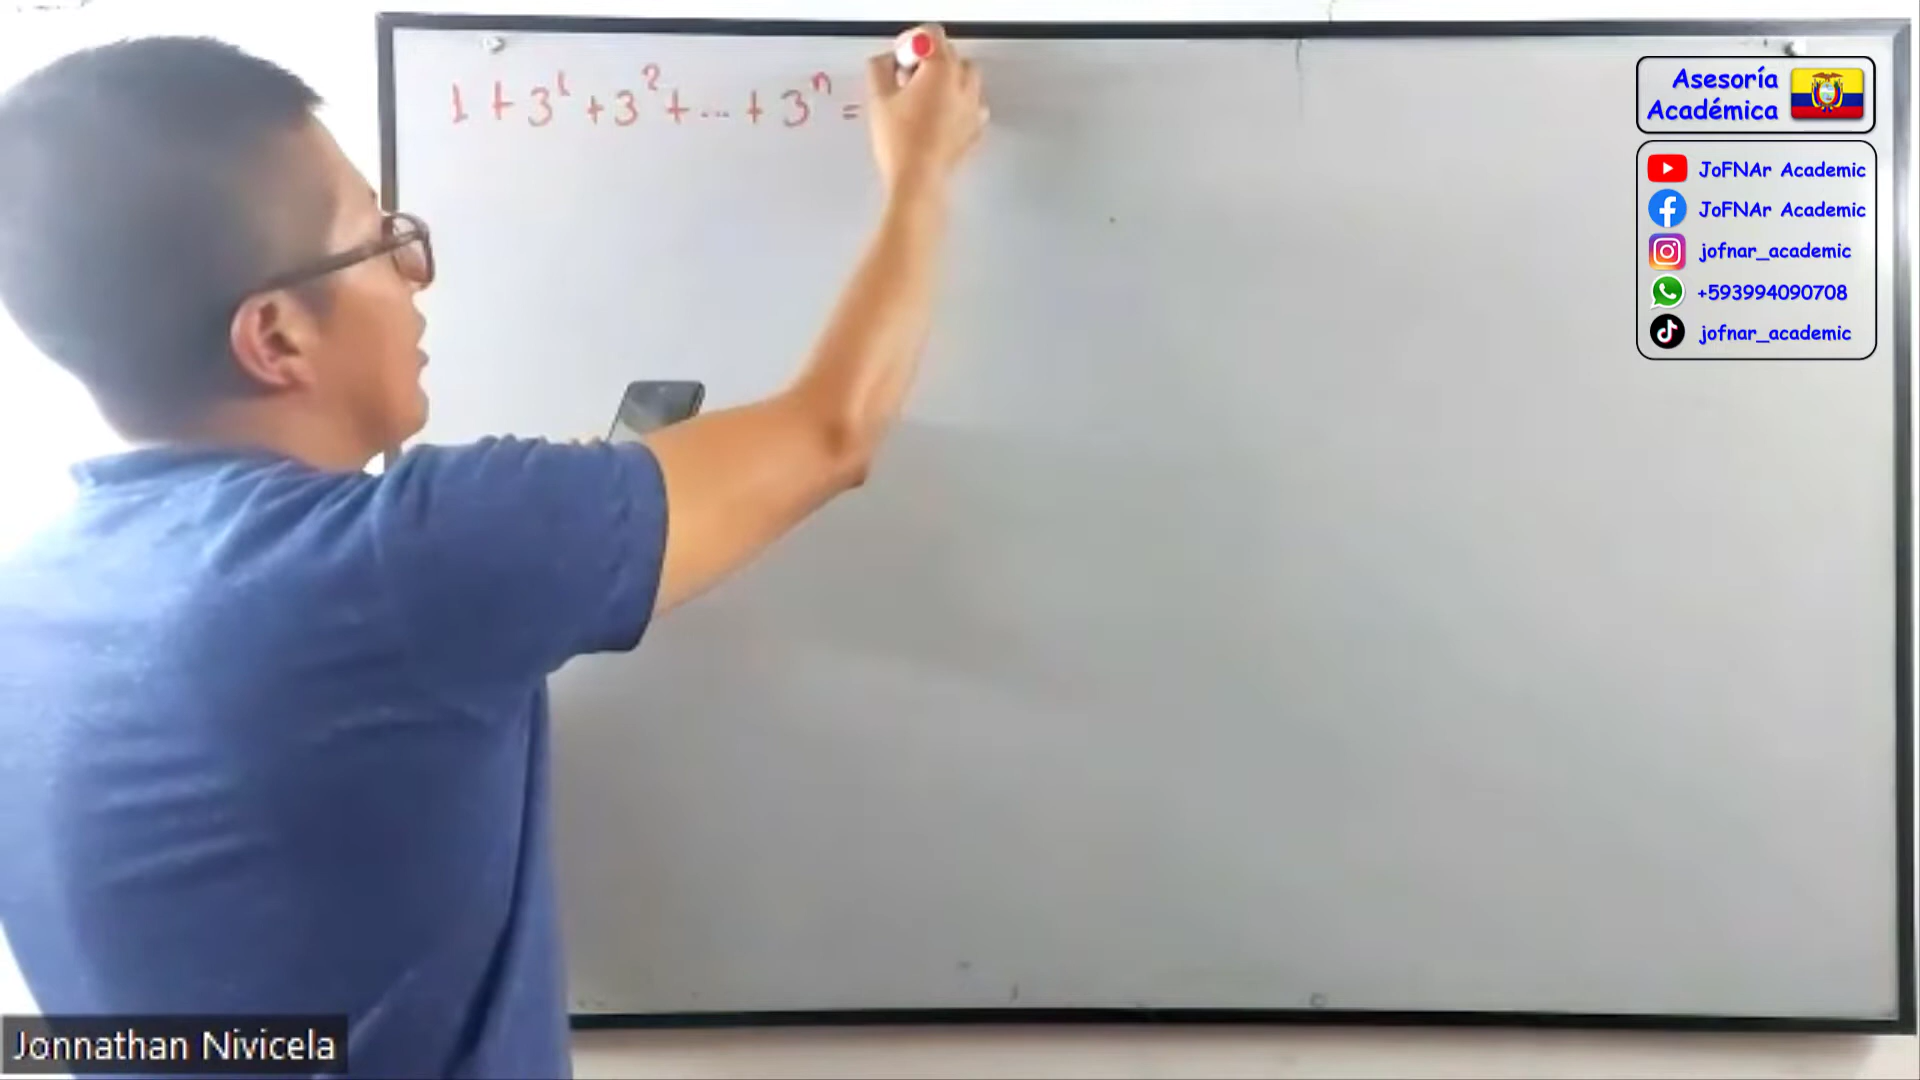 1 + 3¹ + 3² + ... + 3ⁿ =
Asesoría
Académica
JoFNAr Academic
JoFNAr Academic
jofnar_academic
+593994090708
jofnar_academic
Jonnathan Nivicela